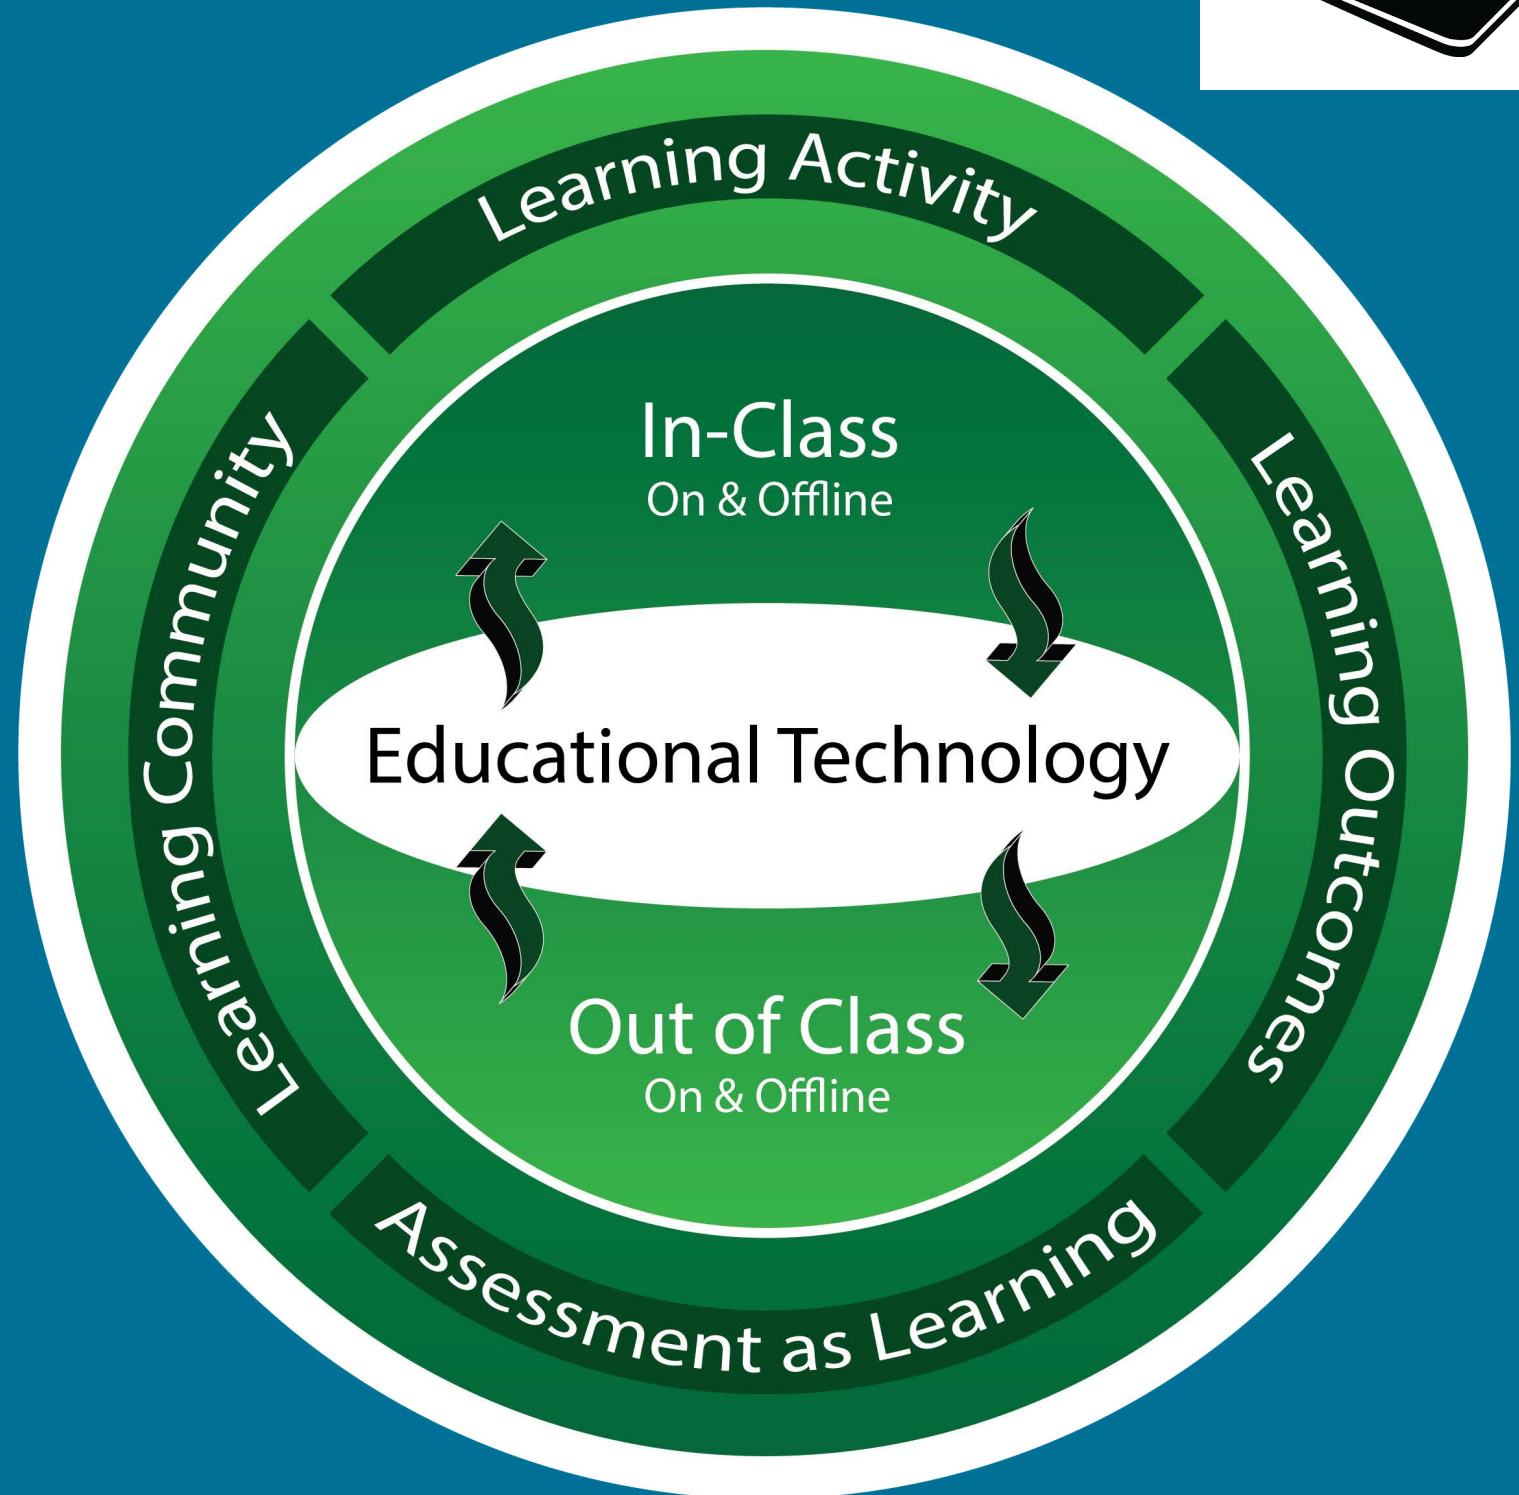 Learning Activity
Learning Community
Learning Outcomes
In-Class
On & Offline
Educational Technology
Out of Class
On & Offline
Assessment as Learning